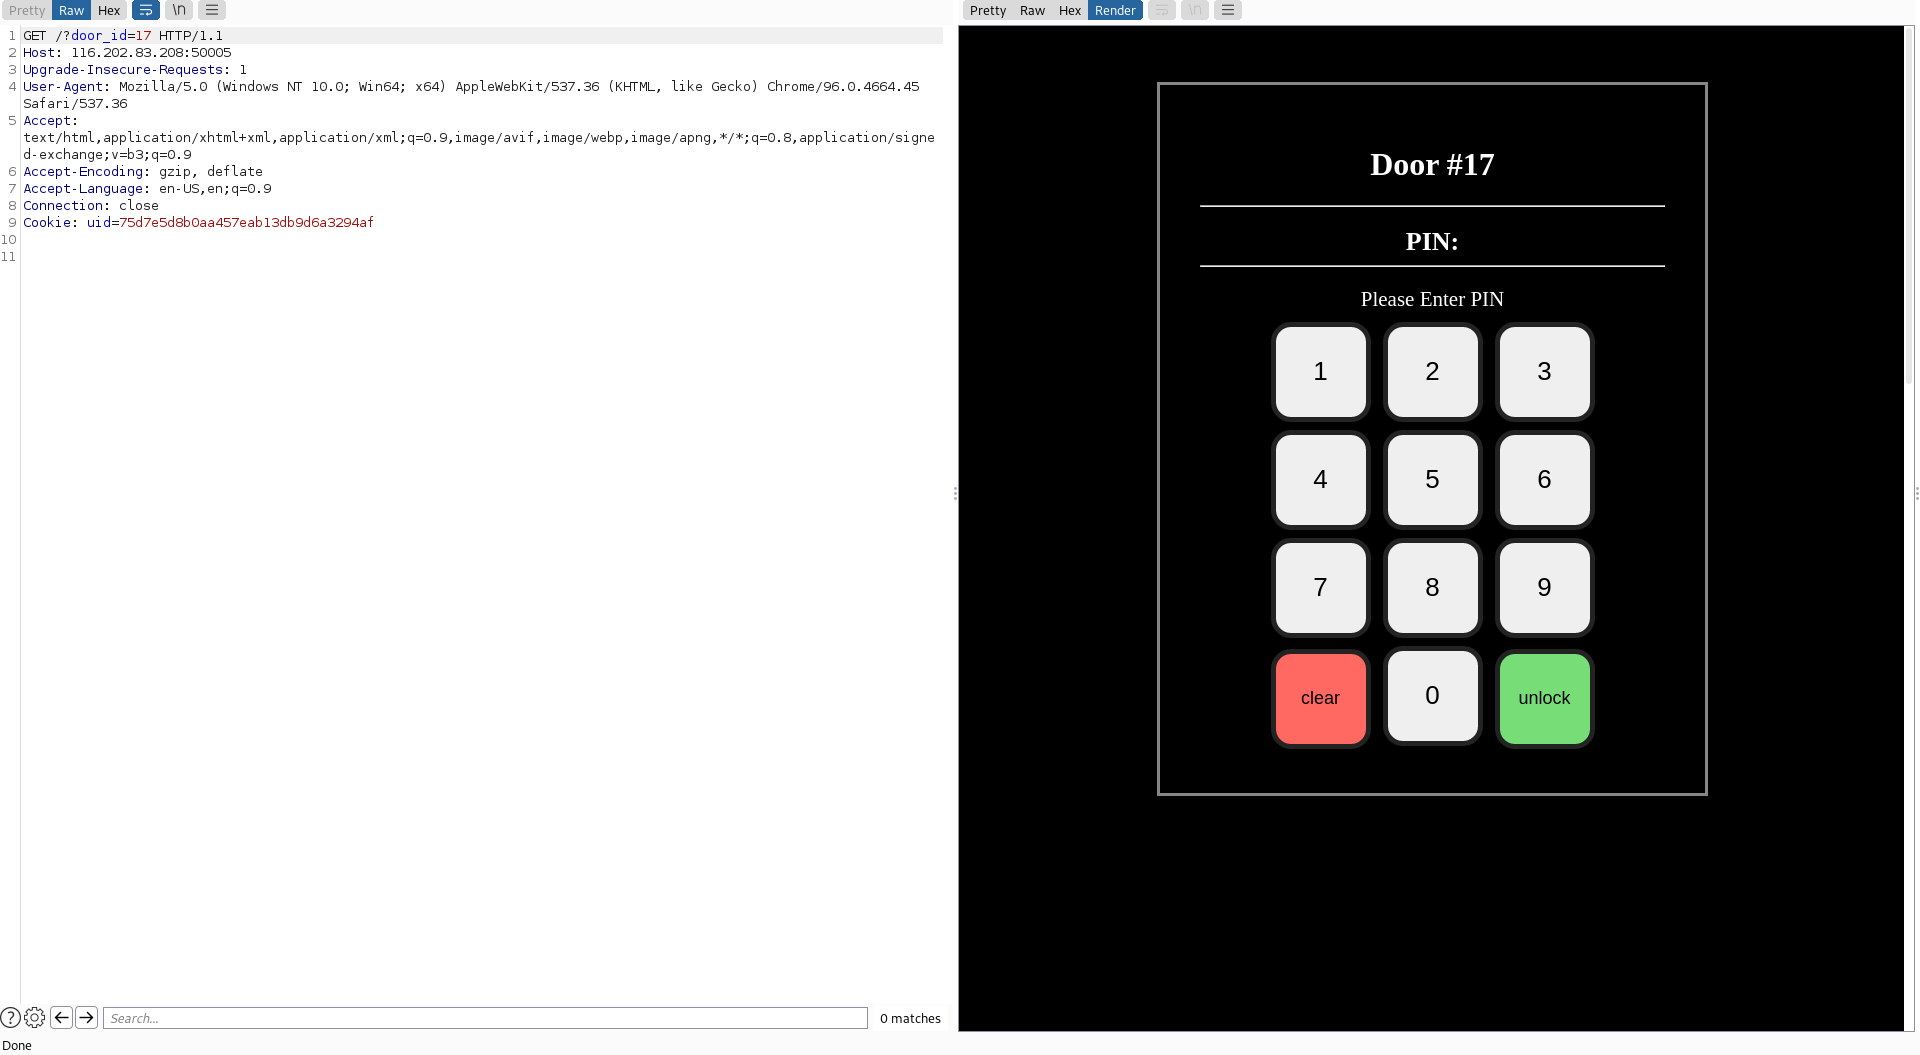 Pretty Raw Hex \n
1 GET /?door_id=17 HTTP/1.1
2 Host: 116.202.83.208:50005
3 Upgrade-Insecure-Requests: 1
4 User-Agent: Mozilla/5.0 (Windows NT 10.0; Win64; x64) AppleWebKit/537.36 (KHTML, like Gecko) Chrome/96.0.4664.45
Safari/537.36
5 Accept:
text/html,application/xhtml+xml,application/xml;q=0.9,image/avif,image/webp,image/apng,*/*;q=0.8,application/signe
d-exchange;v=b3;q=0.9
6 Accept-Encoding: gzip, deflate
7 Accept-Language: en-US,en;q=0.9
8 Connection: close
9 Cookie: uid=75d7e5d8b0aa457eab13db9d6a3294af
10
11
? Search... 0 matches
Done
Pretty Raw Hex Render \n
Door #17
PIN:
Please Enter PIN
1 2 3
4 5 6
7 8 9
clear 0 unlock